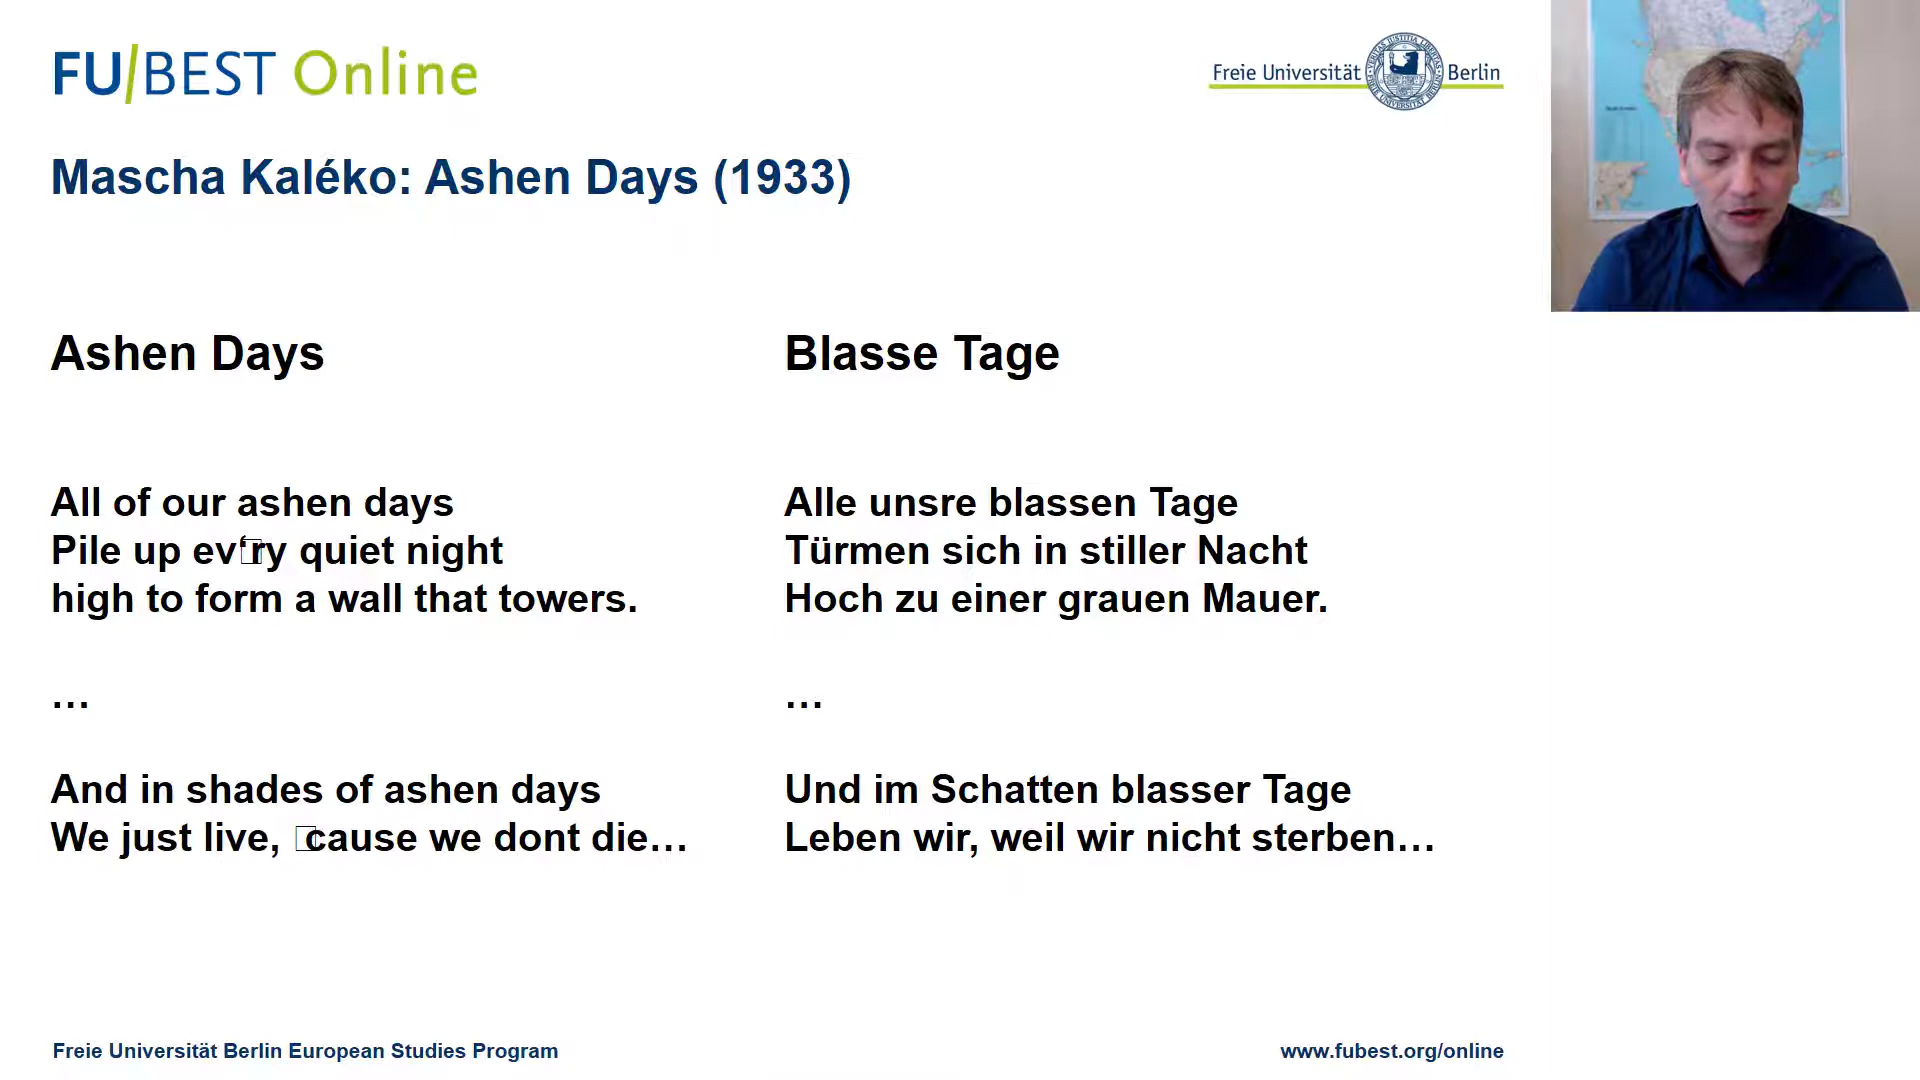 FU/BEST Online
Freie Universität Berlin
Mascha Kaléko: Ashen Days (1933)
Ashen Days
All of our ashen days
Pile up ev‘ry quiet night
high to form a wall that towers.
…
And in shades of ashen days
We just live, cause we dont die…
Blasse Tage
Alle unsre blassen Tage
Türmen sich in stiller Nacht
Hoch zu einer grauen Mauer.
…
Und im Schatten blasser Tage
Leben wir, weil wir nicht sterben…
Freie Universität Berlin European Studies Program
www.fubest.org/online